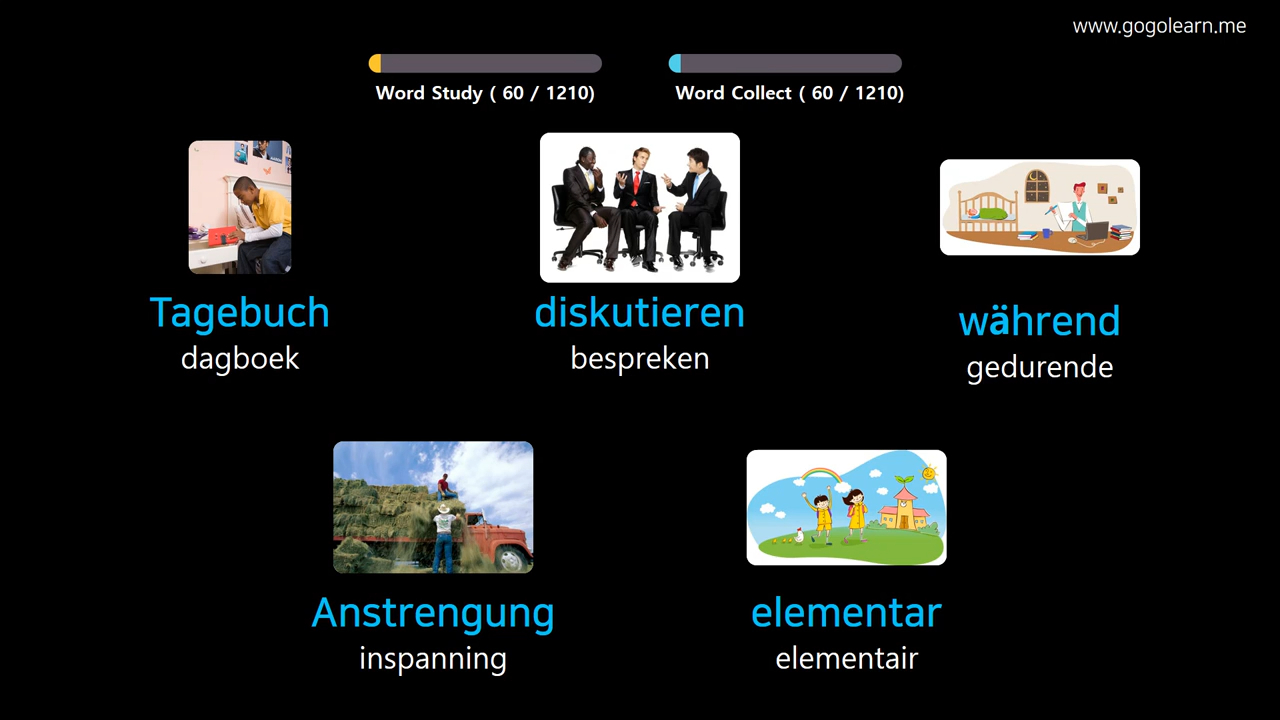 www.gogolearn.me
Word Study ( 60 / 1210)
Word Collect ( 60 / 1210)
Tagebuch
dagboek
diskutieren
bespreken
während
gedurende
Anstrengung
inspanning
elementar
elementair